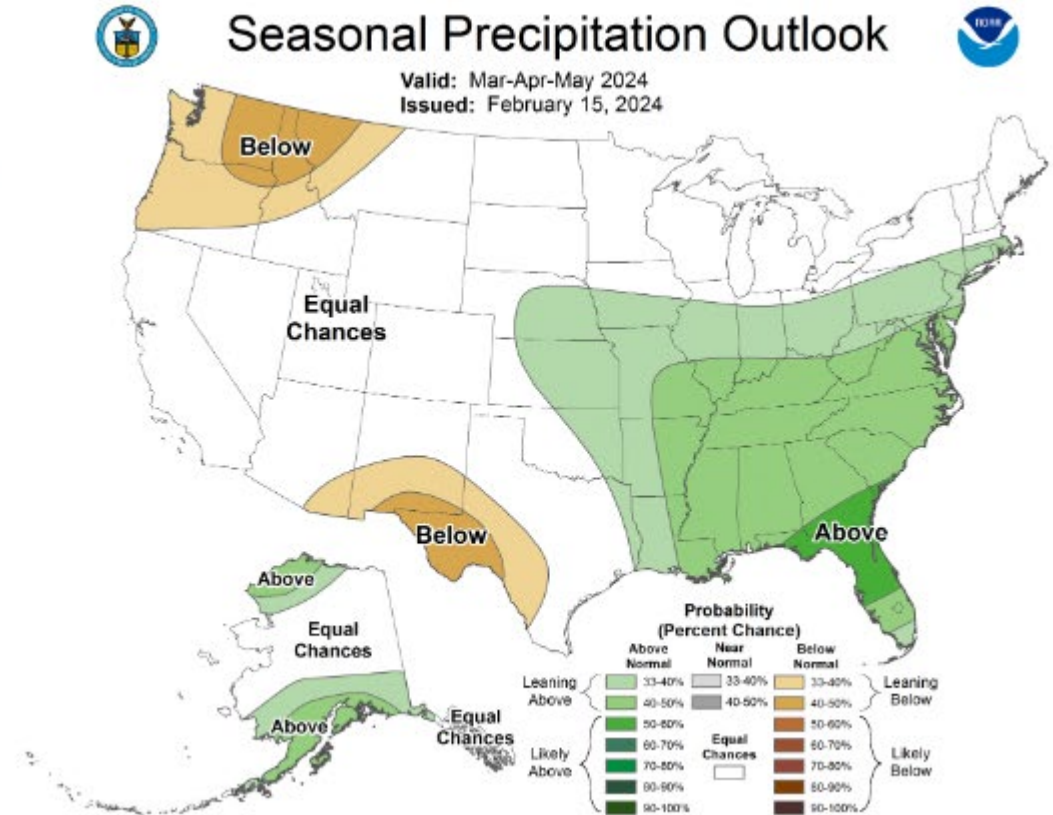 Seasonal Precipitation Outlook
NOAA
Valid: Mar-Apr-May 2024
Issued: February 15, 2024
Below
Equal
Chances
Below
Above
Above
Equal
Chances
Above
Equal
Chances
Probability
(Percent Chance)
Above
Normal
Near
Normal
Below
Normal
Leaning
Above
33-40%
33-40%
33-40%
Leaning
Below
40-50%
40-50%
40-50%
Likely
Above
50-60%
50-60%
Likely
Below
60-70%
Equal
Chances
60-70%
70-80%
70-80%
80-90%
80-90%
90-100%
90-100%